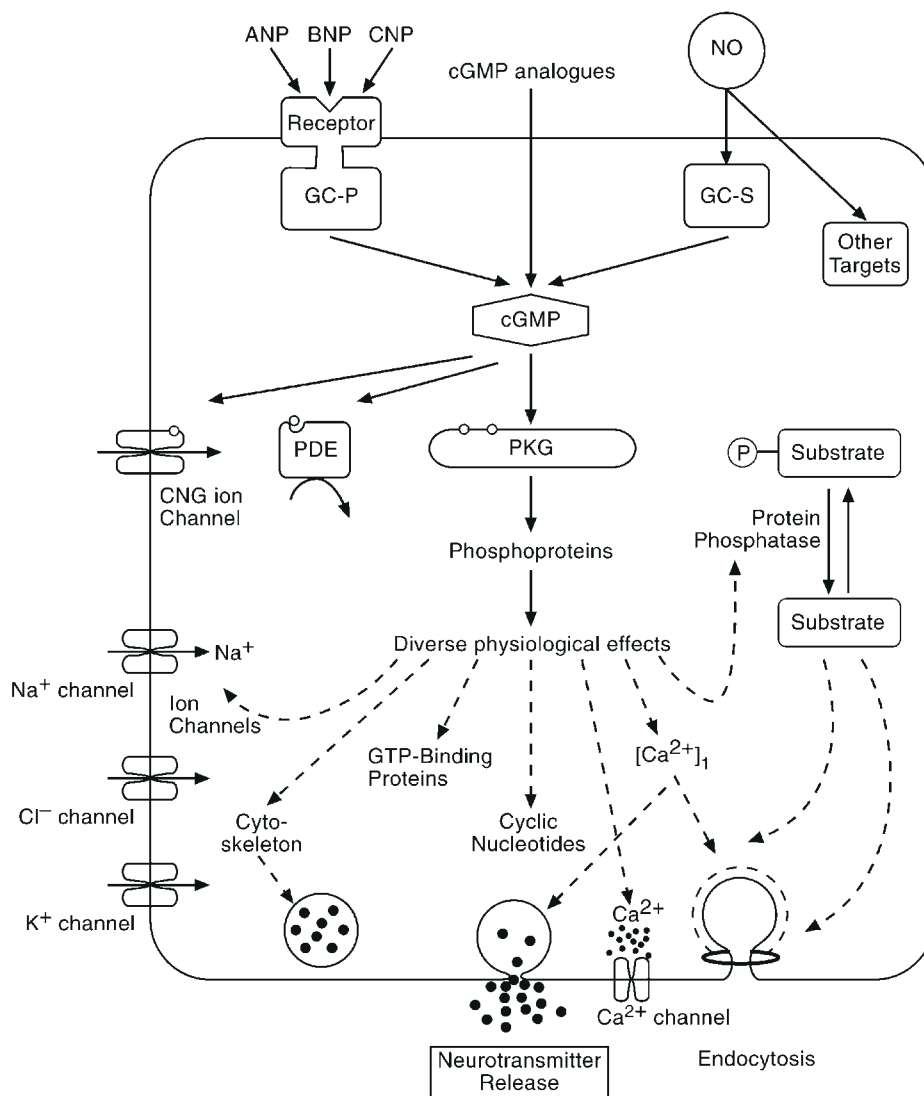 ANP BNP CNP
NO
cGMP analogues
Receptor
GC-P
GC-S
Other
Targets
cGMP
PDE
PKG
P
Substrate
CNG ion
Channel
Protein
Phosphatase
Phosphoproteins
Substrate
Diverse physiological effects
Na+
Na+ channel
Ion
Channels
GTP-Binding
Proteins
[Ca2+]1
Cl− channel
Cyto-
skeleton
Cyclic
Nucleotides
K+ channel
Ca2+
Ca2+ channel
Neurotransmitter
Release
Endocytosis